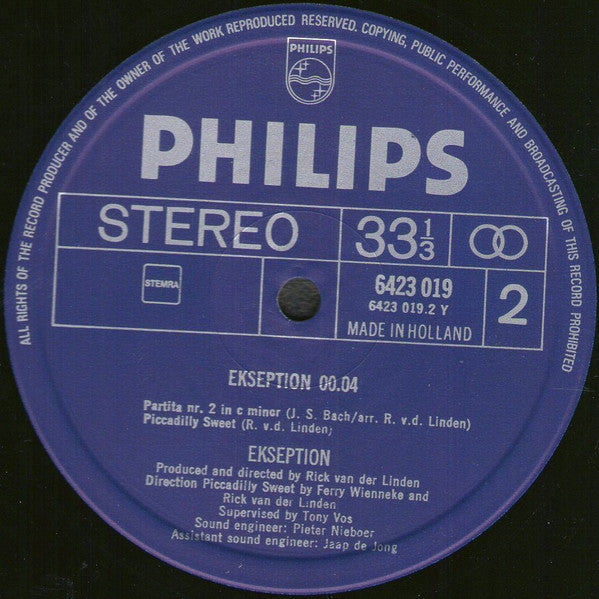 ALL RIGHTS OF THE RECORD PRODUCER AND OF THE OWNER OF THE WORK REPRODUCED RESERVED. COPYING, PUBLIC PERFORMANCE AND BROADCASTING OF THIS RECORD PROHIBITED
PHILIPS
PHILIPS
STEREO
33 1/3
STEMRA
6423 019
6423 019.2 Y
MADE IN HOLLAND
2
EKSEPTION 00.04
Partita nr. 2 in c minor (J. S. Bach/arr. R. v.d. Linden)
Piccadilly Sweet (R. v.d. Linden;
EKSEPTION
Produced and directed by Rick van der Linden
Direction Piccadilly Sweet by Ferry Wienneke and
Rick van der Linden
Supervised by Tony Vos
Sound engineer: Pieter Nieboer
Assistant sound engineer: Jaap de Jong